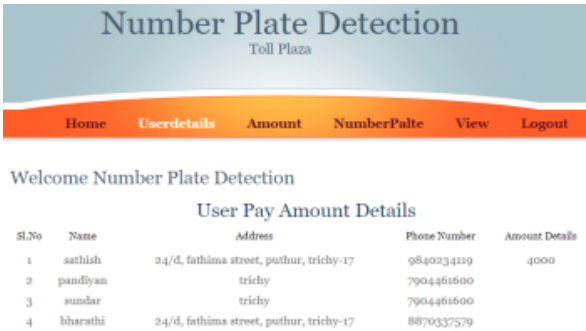 Number Plate Detection
Toll Plaza
Home Userdetails Amount NumberPalte View Logout
Welcome Number Plate Detection
User Pay Amount Details
Sl.No Name Address Phone Number Amount Details
1 sathish 24/d, fathima street, puthur, trichy-17 9840234119 4000
2 pandiyan trichy 7904461600
3 sundar trichy 7904461600
4 bharathi 24/d, fathima street, puthur, trichy-17 8870337579